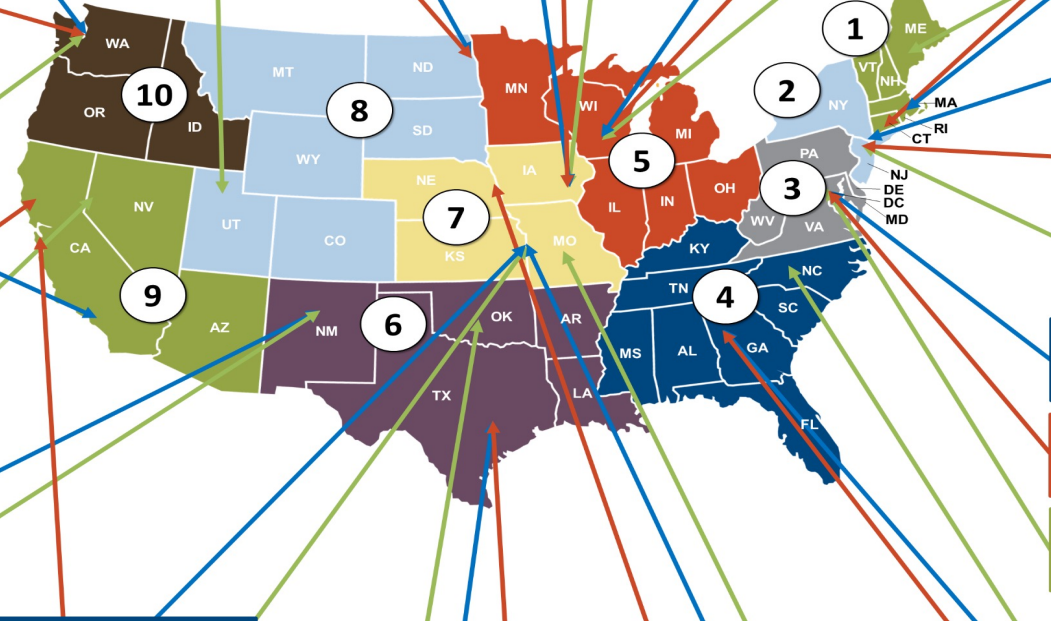 1
ME
WA
VT
NH
MT
ND
2
8
10
MN
WI
NY
MA
OR
ID
SD
MI
RI
CT
5
PA
WY
IA
NJ
NE
OH
3
DE
DC
NV
7
IL
IN
MD
UT
CO
MO
WV
VA
CA
KS
KY
NC
9
TN
4
SC
NM
6
OK
AR
AZ
MS
AL
GA
TX
LA
FL